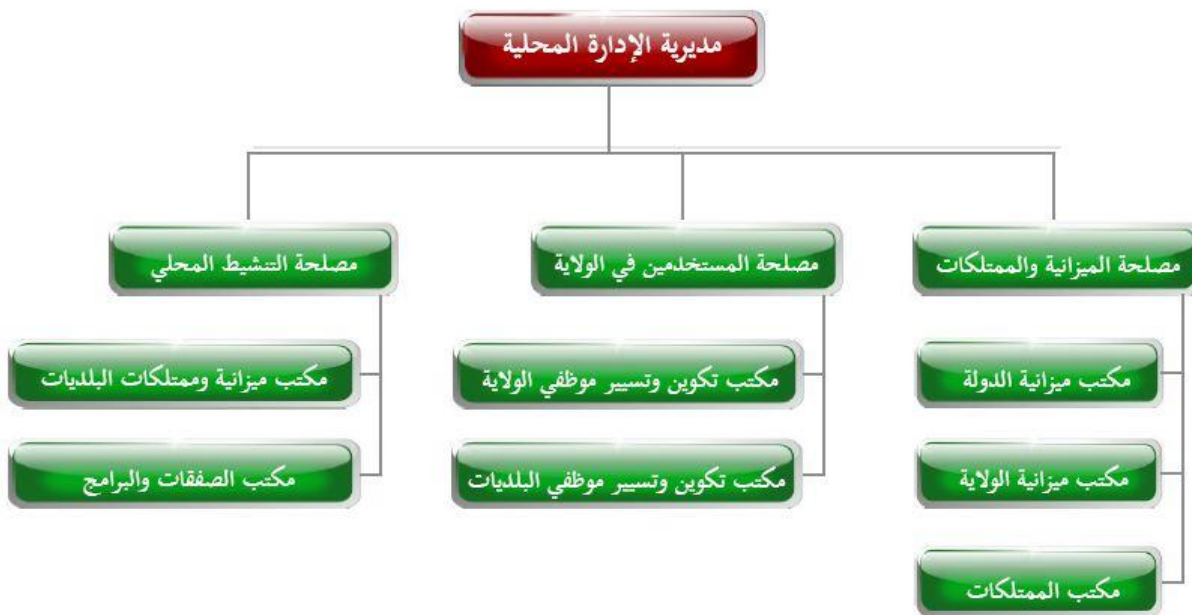 مديرية الإدارة المحلية
مصلحة الميزانية والممتلكات
مصلحة المستخدمين في الولاية
مصلحة التنشيط المحلي
مكتب ميزانية الدولة
مكتب تكوين وتسيير موظفي الولاية
مكتب ميزانية وممتلكات البلديات
مكتب ميزانية الولاية
مكتب تكوين وتسيير موظفي البلديات
مكتب الصفقات والبرامج
مكتب الممتلكات